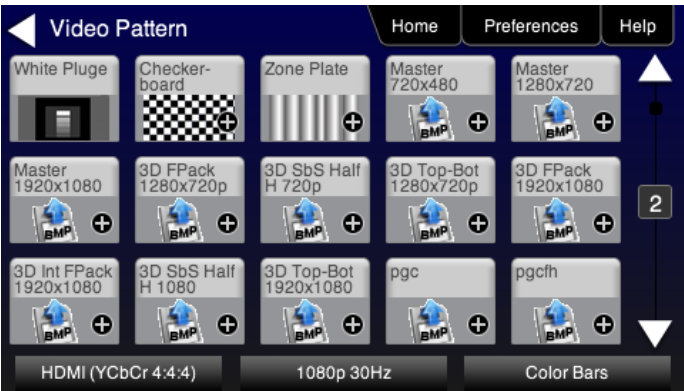 Video Pattern
Home
Preferences
Help
White Pluge
Checker-
board
Zone Plate
Master
720x480
Master
1280x720
BMP
BMP
Master
1920x1080
3D FPack
1280x720p
3D SbS Half
H 720p
3D Top-Bot
1280x720p
3D FPack
1920x1080
2
BMP
BMP
BMP
BMP
BMP
3D Int FPack
1920x1080
3D SbS Half
H 1080
3D Top-Bot
1920x1080
pgc
pgcfh
BMP
BMP
BMP
BMP
BMP
HDMI (YCbCr 4:4:4)
1080p 30Hz
Color Bars